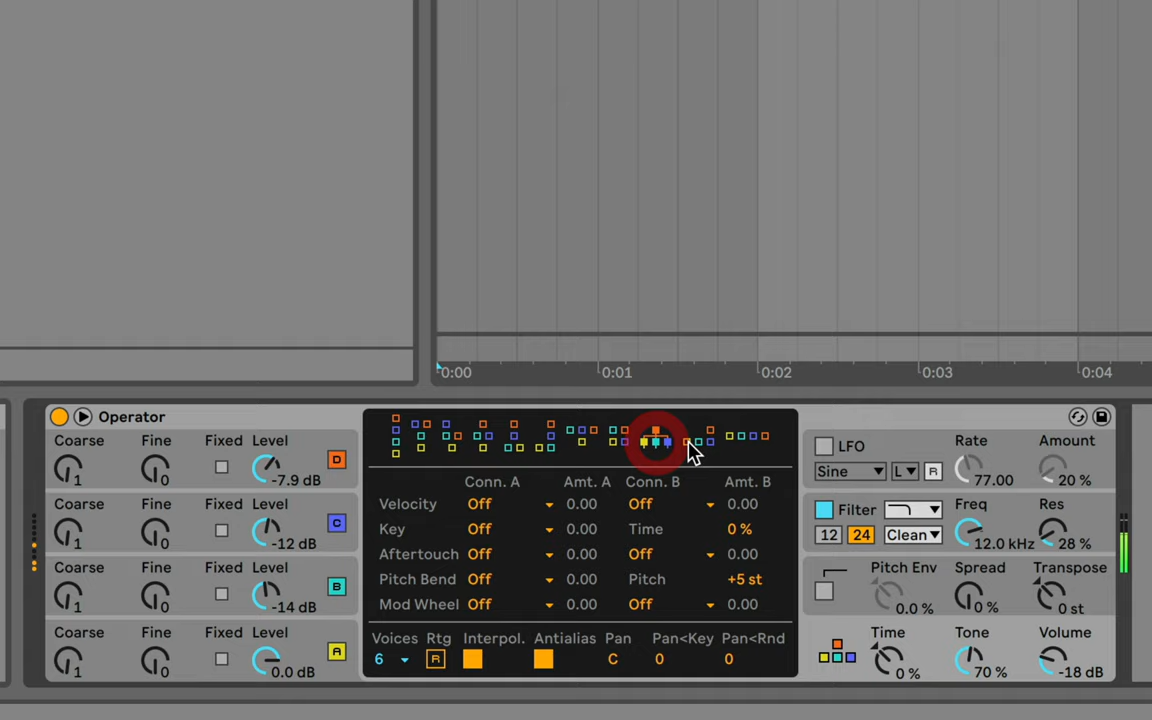 0:00 0:01 0:02 0:03 0:04
Operator
Coarse Fine Fixed Level
1 0 -7.9 dB D
Coarse Fine Fixed Level
1 0 -12 dB C
Coarse Fine Fixed Level
1 0 -14 dB B
Coarse Fine Fixed Level
1 0 0.0 dB A
Conn. A Amt. A Conn. B Amt. B
Velocity Off 0.00 Off 0.00
Key Off 0.00 Time 0 %
Aftertouch Off 0.00 Off 0.00
Pitch Bend Off 0.00 Pitch +5 st
Mod Wheel Off 0.00 Off 0.00
Voices Rtg Interpol. Antialias Pan Pan<Key Pan<Rnd
6 R C 0 0
LFO Rate Amount
Sine L R 77.00 20 %
Filter Freq Res
12 24 Clean 12.0 kHz 28 %
Pitch Env Spread Transpose
0.0 % 0 % 0 st
Time Tone Volume
0 % 70 % -18 dB